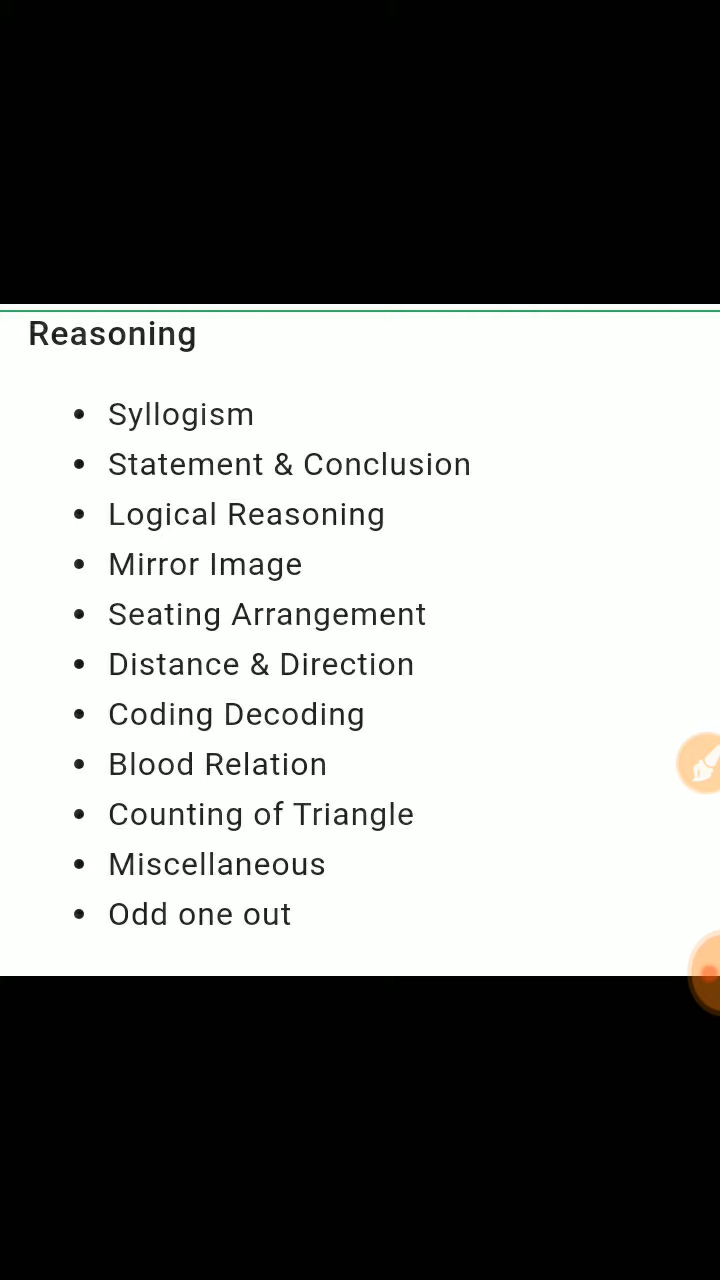 Reasoning
Syllogism
Statement & Conclusion
Logical Reasoning
Mirror Image
Seating Arrangement
Distance & Direction
Coding Decoding
Blood Relation
Counting of Triangle
Miscellaneous
Odd one out